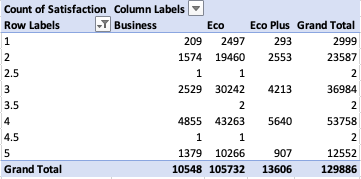 Count of Satisfaction Column Labels
Row Labels Business Eco Eco Plus Grand Total
1 209 2497 293 2999
2 1574 19460 2553 23587
2.5 1 1 2
3 2529 30242 4213 36984
3.5 2 2
4 4855 43263 5640 53758
4.5 1 1 2
5 1379 10266 907 12552
Grand Total 10548 105732 13606 129886